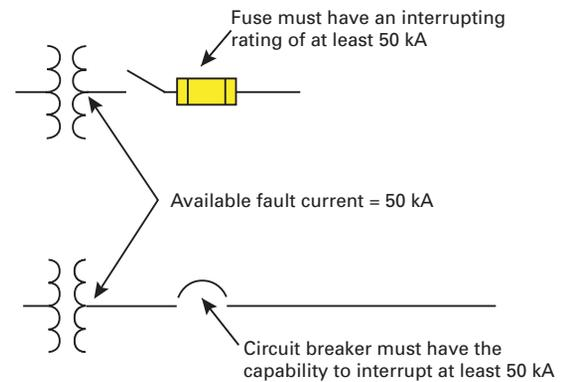 Fuse must have an interrupting
rating of at least 50 kA
Available fault current = 50 kA
Circuit breaker must have the
capability to interrupt at least 50 kA